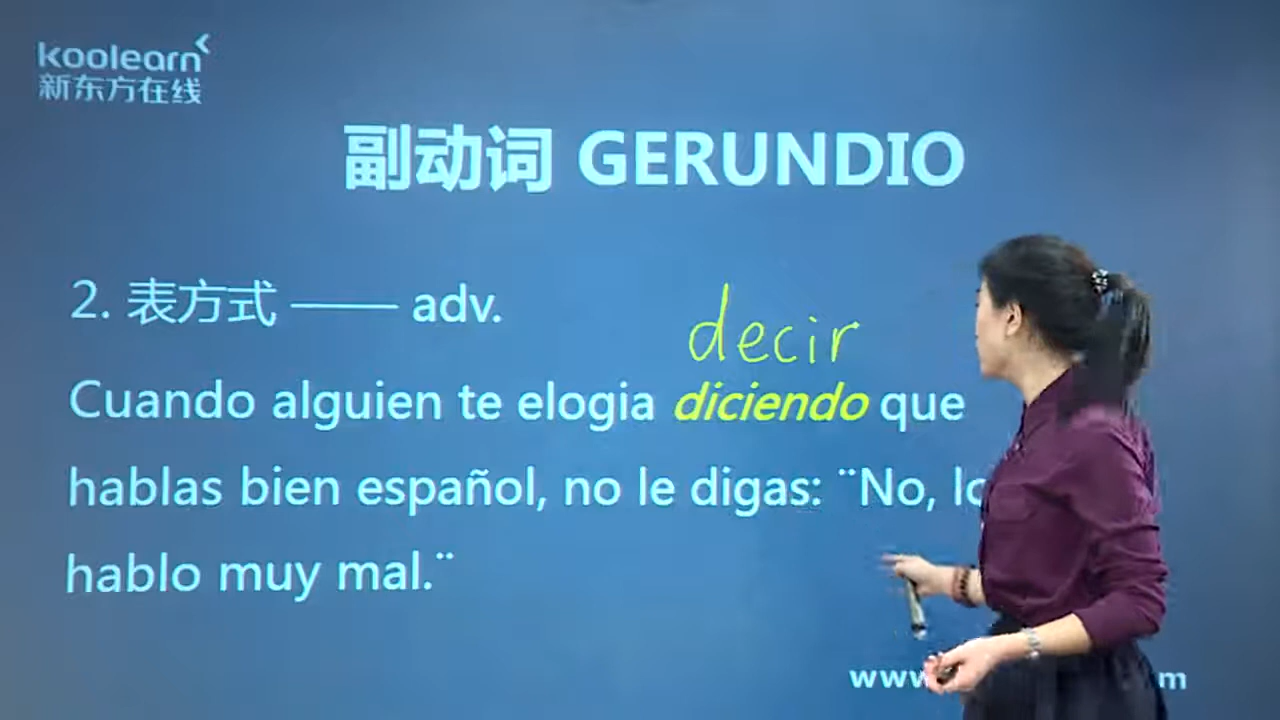 koolearn
新东方在线
副动词 GERUNDIO
2. 表方式 —— adv.
decir
Cuando alguien te elogia diciendo que
hablas bien español, no le digas: ¨No, lo
hablo muy mal.¨
www m